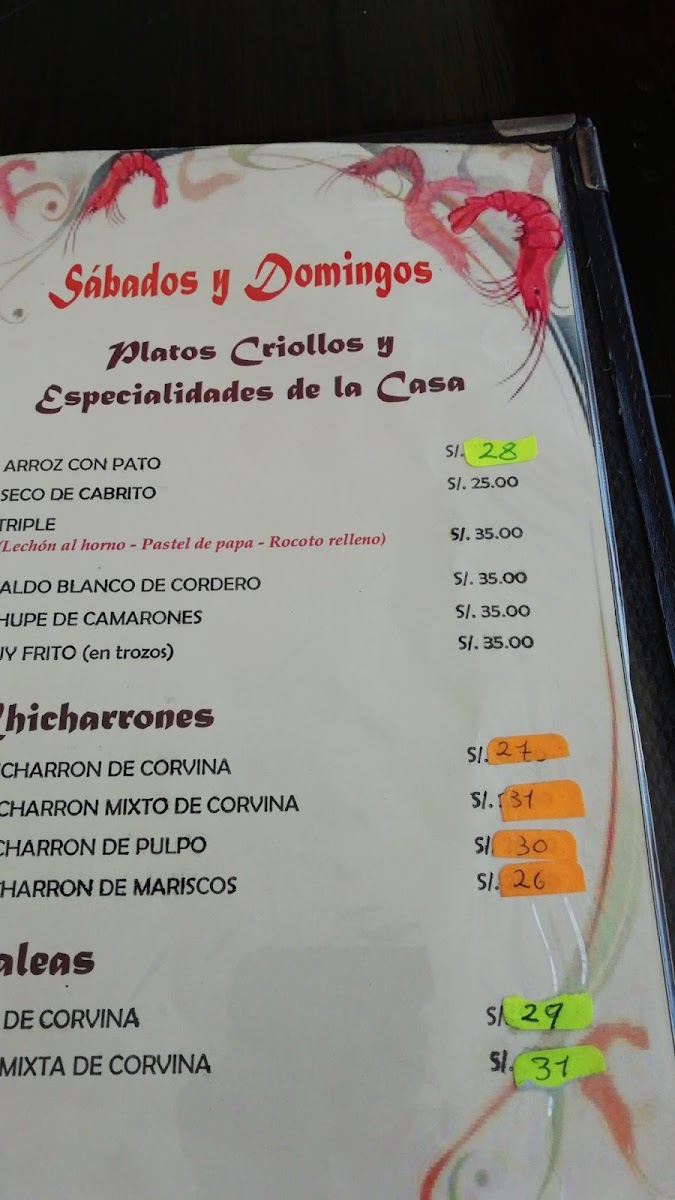 Sábados y Domingos
Platos Criollos y
Especialidades de la Casa
ARROZ CON PATO S/. 28
SECO DE CABRITO S/. 25.00
TRIPLE
(Lechón al horno - Pastel de papa - Rocoto relleno) S/. 35.00
ALDO BLANCO DE CORDERO S/. 35.00
HUPE DE CAMARONES S/. 35.00
UY FRITO (en trozos) S/. 35.00
Chicharrones
CHARRON DE CORVINA S/. 27
CHARRON MIXTO DE CORVINA S/. 31
CHARRON DE PULPO S/. 30
HARRON DE MARISCOS S/. 26
aleas
DE CORVINA S/. 29
MIXTA DE CORVINA S/. 31